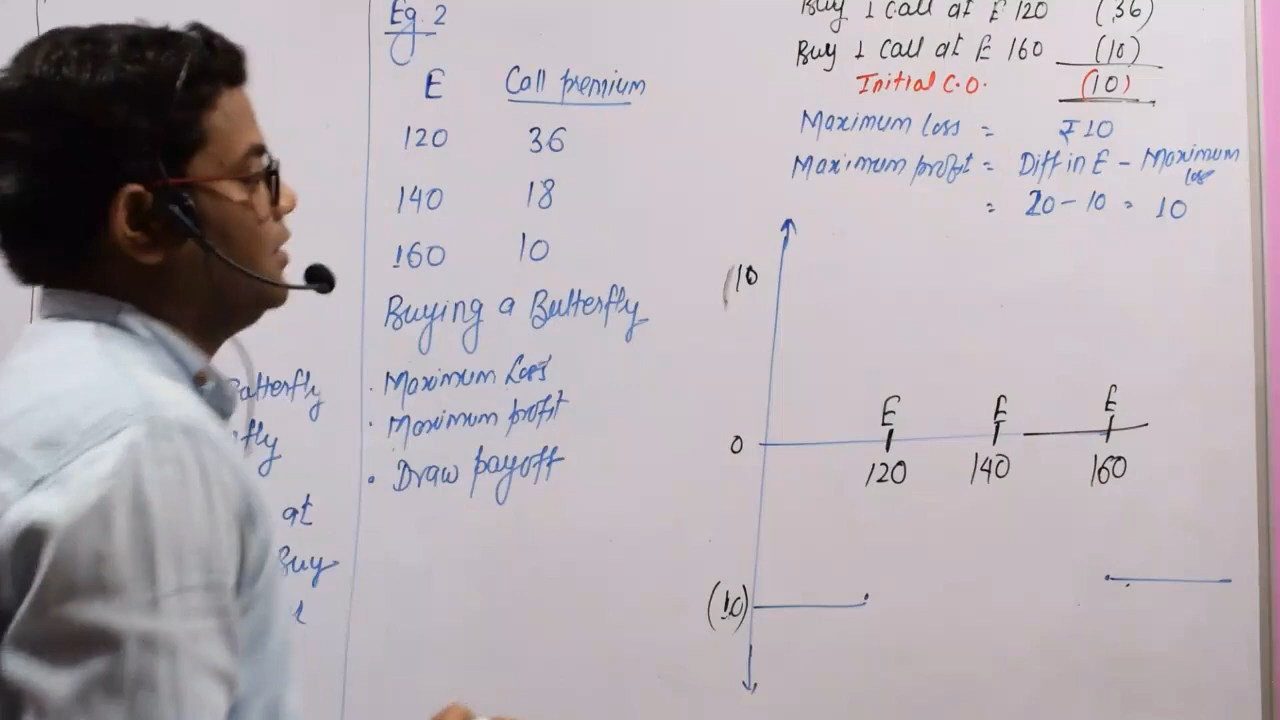 Eg. 2
E Call premium
120 36
140 18
160 10
Buying a Butterfly
• Maximum Loss
• Maximum profit
• Draw payoff
Butterfly
fly
at
Buy
Buy 1 call at E 120 (36)
Buy 1 call at E 160 (10)
Initial C.O. (10)
Maximum loss = ₹10
Maximum profit = Diff in E - Maximum
loss
= 20 - 10 = 10
10
E E E
0
120 140 160
(10)